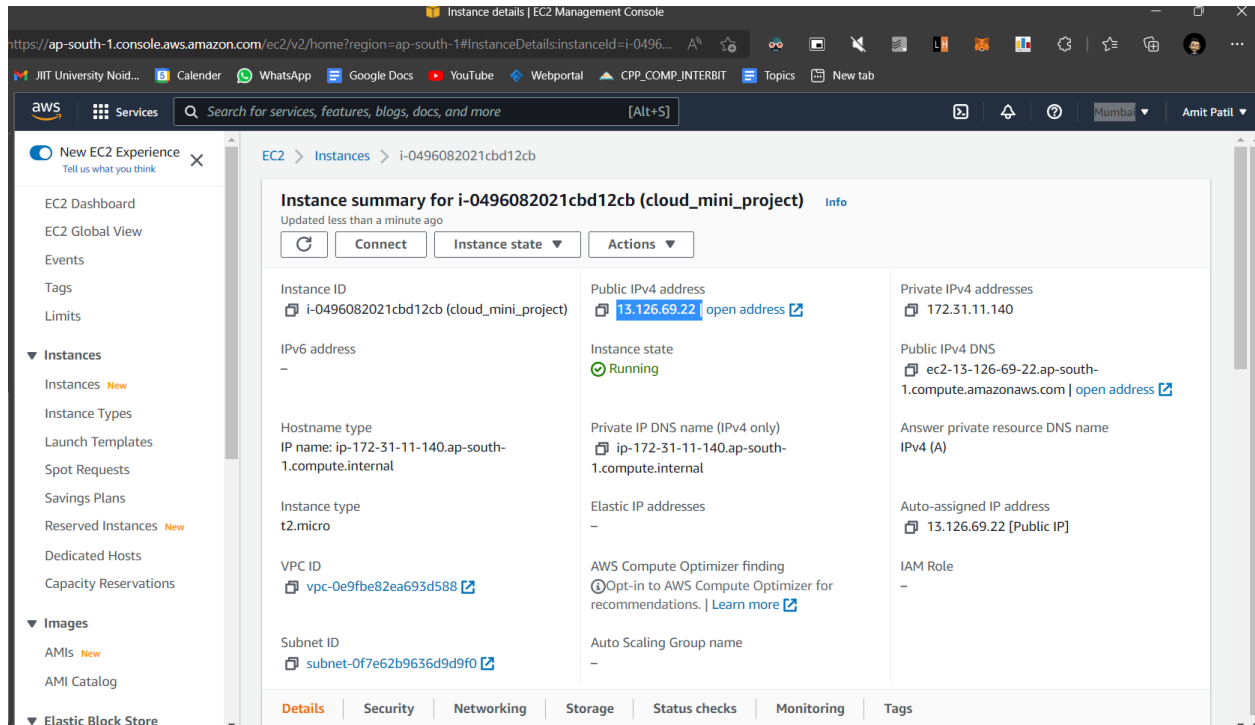 Instance details | EC2 Management Console
https://ap-south-1.console.aws.amazon.com/ec2/v2/home?region=ap-south-1#InstanceDetails:instanceId=i-0496...
JIIT University Noid...
Calender
WhatsApp
Google Docs
YouTube
Webportal
CPP_COMP_INTERBIT
Topics
New tab
aws
Services
Search for services, features, blogs, docs, and more
[Alt+S]
Mumbai
Amit Patil
New EC2 Experience
Tell us what you think
EC2 Dashboard
EC2 Global View
Events
Tags
Limits
Instances
Instances New
Instance Types
Launch Templates
Spot Requests
Savings Plans
Reserved Instances New
Dedicated Hosts
Capacity Reservations
Images
AMIs New
AMI Catalog
Elastic Block Store
EC2 > Instances > i-0496082021cbd12cb
Instance summary for i-0496082021cbd12cb (cloud_mini_project) Info
Updated less than a minute ago
Connect
Instance state
Actions
Instance ID
i-0496082021cbd12cb (cloud_mini_project)
Public IPv4 address
13.126.69.22 | open address
Private IPv4 addresses
172.31.11.140
IPv6 address
–
Instance state
Running
Public IPv4 DNS
ec2-13-126-69-22.ap-south-
1.compute.amazonaws.com | open address
Hostname type
IP name: ip-172-31-11-140.ap-south-
1.compute.internal
Private IP DNS name (IPv4 only)
ip-172-31-11-140.ap-south-
1.compute.internal
Answer private resource DNS name
IPv4 (A)
Instance type
t2.micro
Elastic IP addresses
–
Auto-assigned IP address
13.126.69.22 [Public IP]
VPC ID
vpc-0e9fbe82ea693d588
AWS Compute Optimizer finding
Opt-in to AWS Compute Optimizer for
recommendations. | Learn more
IAM Role
–
Subnet ID
subnet-0f7e62b9636d9d9f0
Auto Scaling Group name
–
Details
Security
Networking
Storage
Status checks
Monitoring
Tags